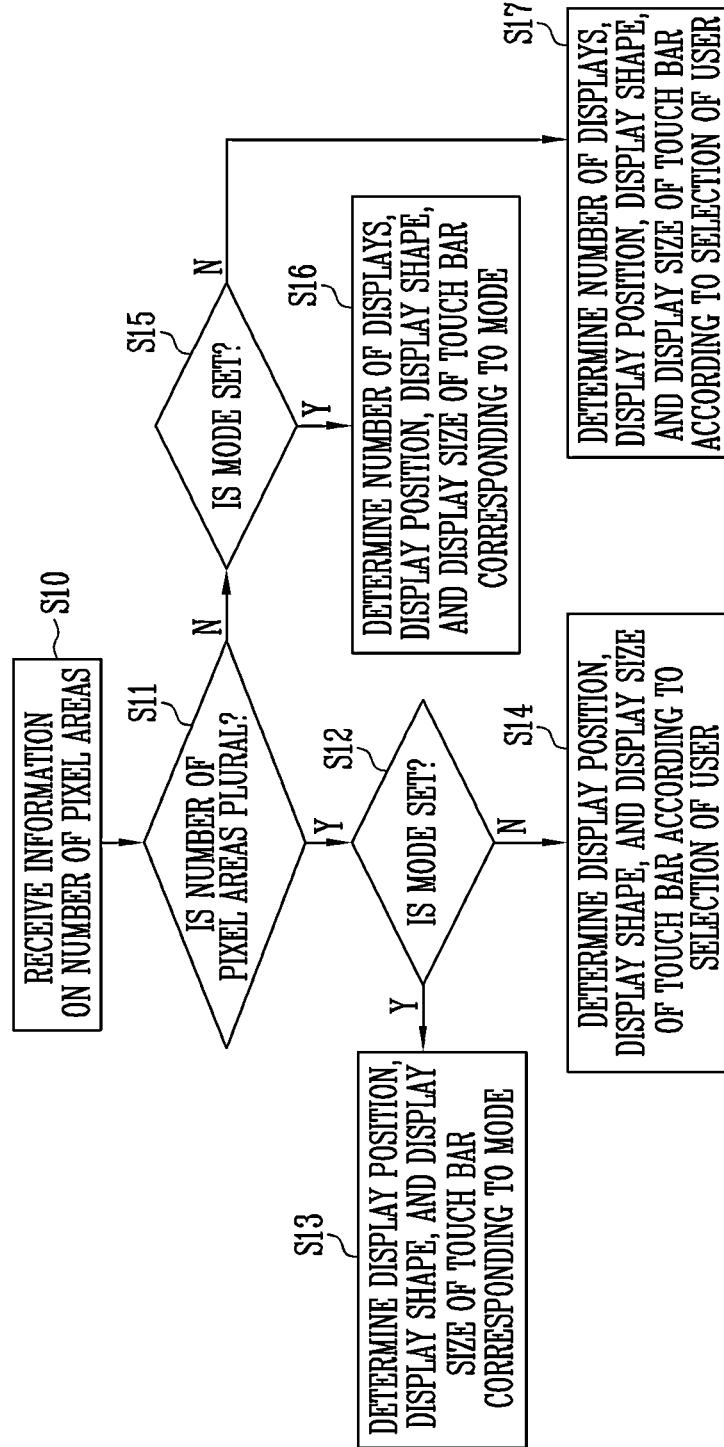 S10
RECEIVE INFORMATION
ON NUMBER OF PIXEL AREAS
S11
IS NUMBER OF
PIXEL AREAS PLURAL?
N
Y
S15
IS MODE SET?
N
Y
S12
IS MODE SET?
Y
N
S13
DETERMINE DISPLAY POSITION,
DISPLAY SHAPE, AND DISPLAY
SIZE OF TOUCH BAR
CORRESPONDING TO MODE
S14
DETERMINE DISPLAY POSITION,
DISPLAY SHAPE, AND DISPLAY SIZE
OF TOUCH BAR ACCORDING TO
SELECTION OF USER
S16
DETERMINE NUMBER OF DISPLAYS,
DISPLAY POSITION, DISPLAY SHAPE,
AND DISPLAY SIZE OF TOUCH BAR
CORRESPONDING TO MODE
S17
DETERMINE NUMBER OF DISPLAYS,
DISPLAY POSITION, DISPLAY SHAPE,
AND DISPLAY SIZE OF TOUCH BAR
ACCORDING TO SELECTION OF USER